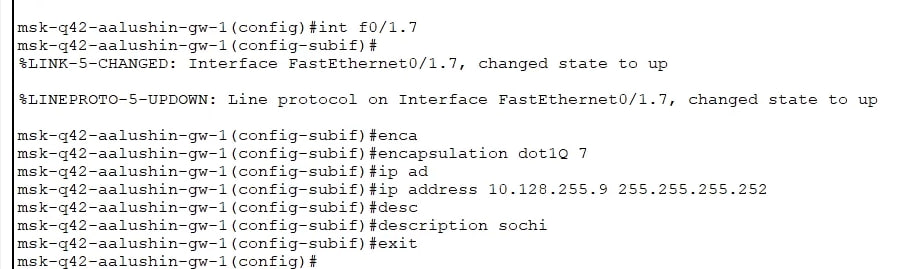 msk-q42-aalushin-gw-1(config)#int f0/1.7
msk-q42-aalushin-gw-1(config-subif)#
%LINK-5-CHANGED: Interface FastEthernet0/1.7, changed state to up
%LINEPROTO-5-UPDOWN: Line protocol on Interface FastEthernet0/1.7, changed state to up
msk-q42-aalushin-gw-1(config-subif)#enca
msk-q42-aalushin-gw-1(config-subif)#encapsulation dot1Q 7
msk-q42-aalushin-gw-1(config-subif)#ip ad
msk-q42-aalushin-gw-1(config-subif)#ip address 10.128.255.9 255.255.255.252
msk-q42-aalushin-gw-1(config-subif)#desc
msk-q42-aalushin-gw-1(config-subif)#description sochi
msk-q42-aalushin-gw-1(config-subif)#exit
msk-q42-aalushin-gw-1(config)#